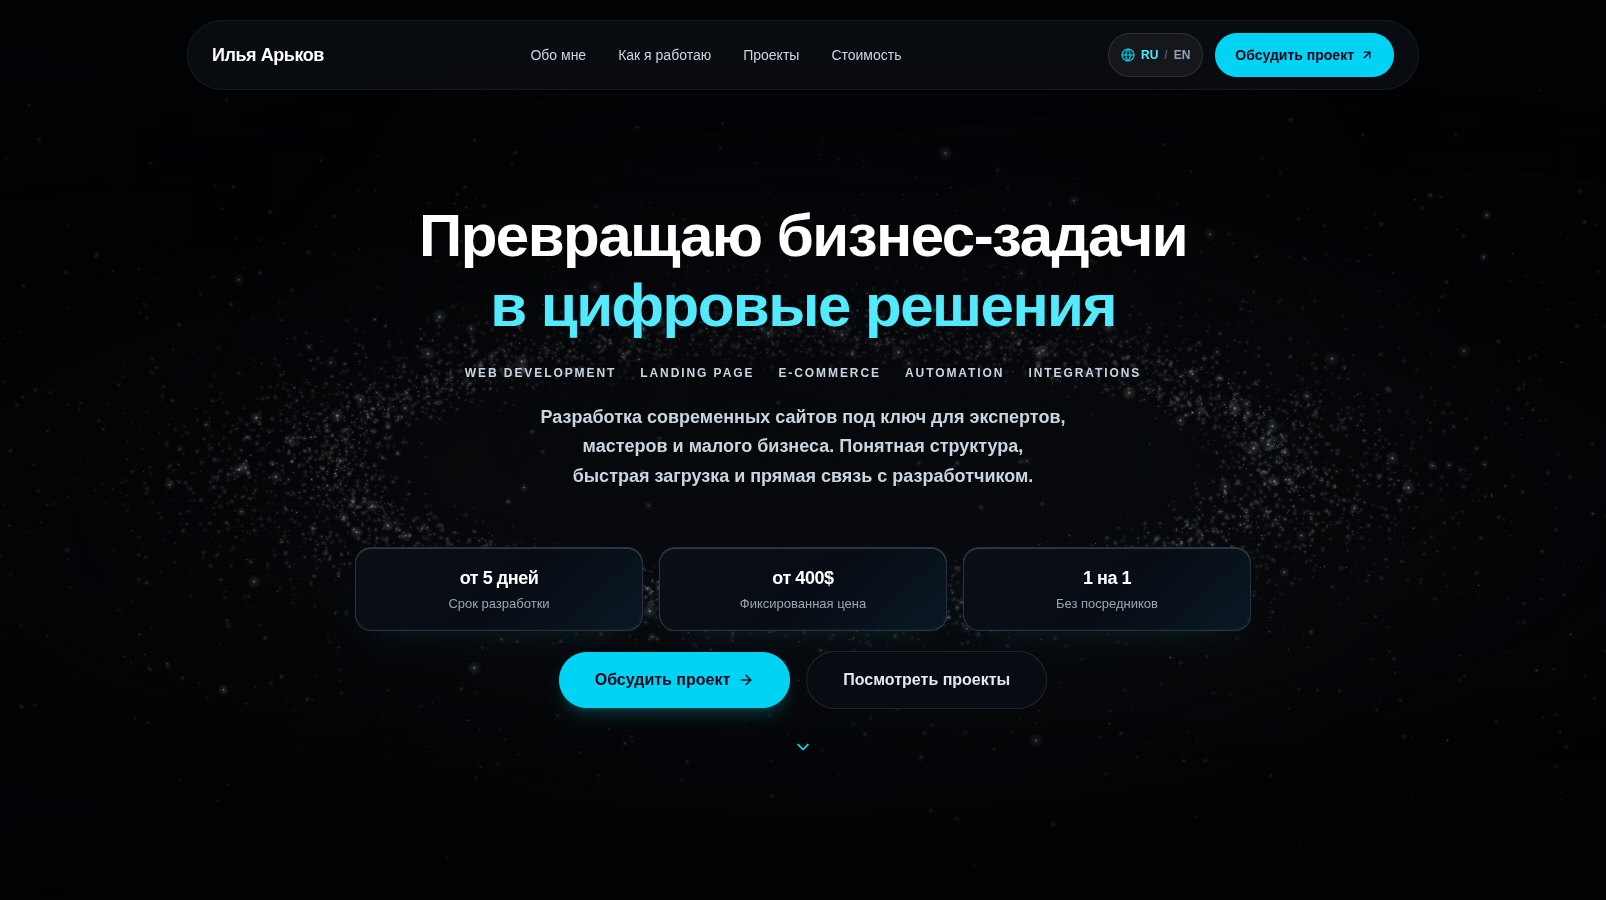 Илья Арьков
Обо мне
Как я работаю
Проекты
Стоимость
RU / EN
Обсудить проект
Превращаю бизнес-задачи
в цифровые решения
WEB DEVELOPMENT LANDING PAGE E-COMMERCE AUTOMATION INTEGRATIONS
Разработка современных сайтов под ключ для экспертов,
мастеров и малого бизнеса. Понятная структура,
быстрая загрузка и прямая связь с разработчиком.
от 5 дней
Срок разработки
от 400$
Фиксированная цена
1 на 1
Без посредников
Обсудить проект
Посмотреть проекты